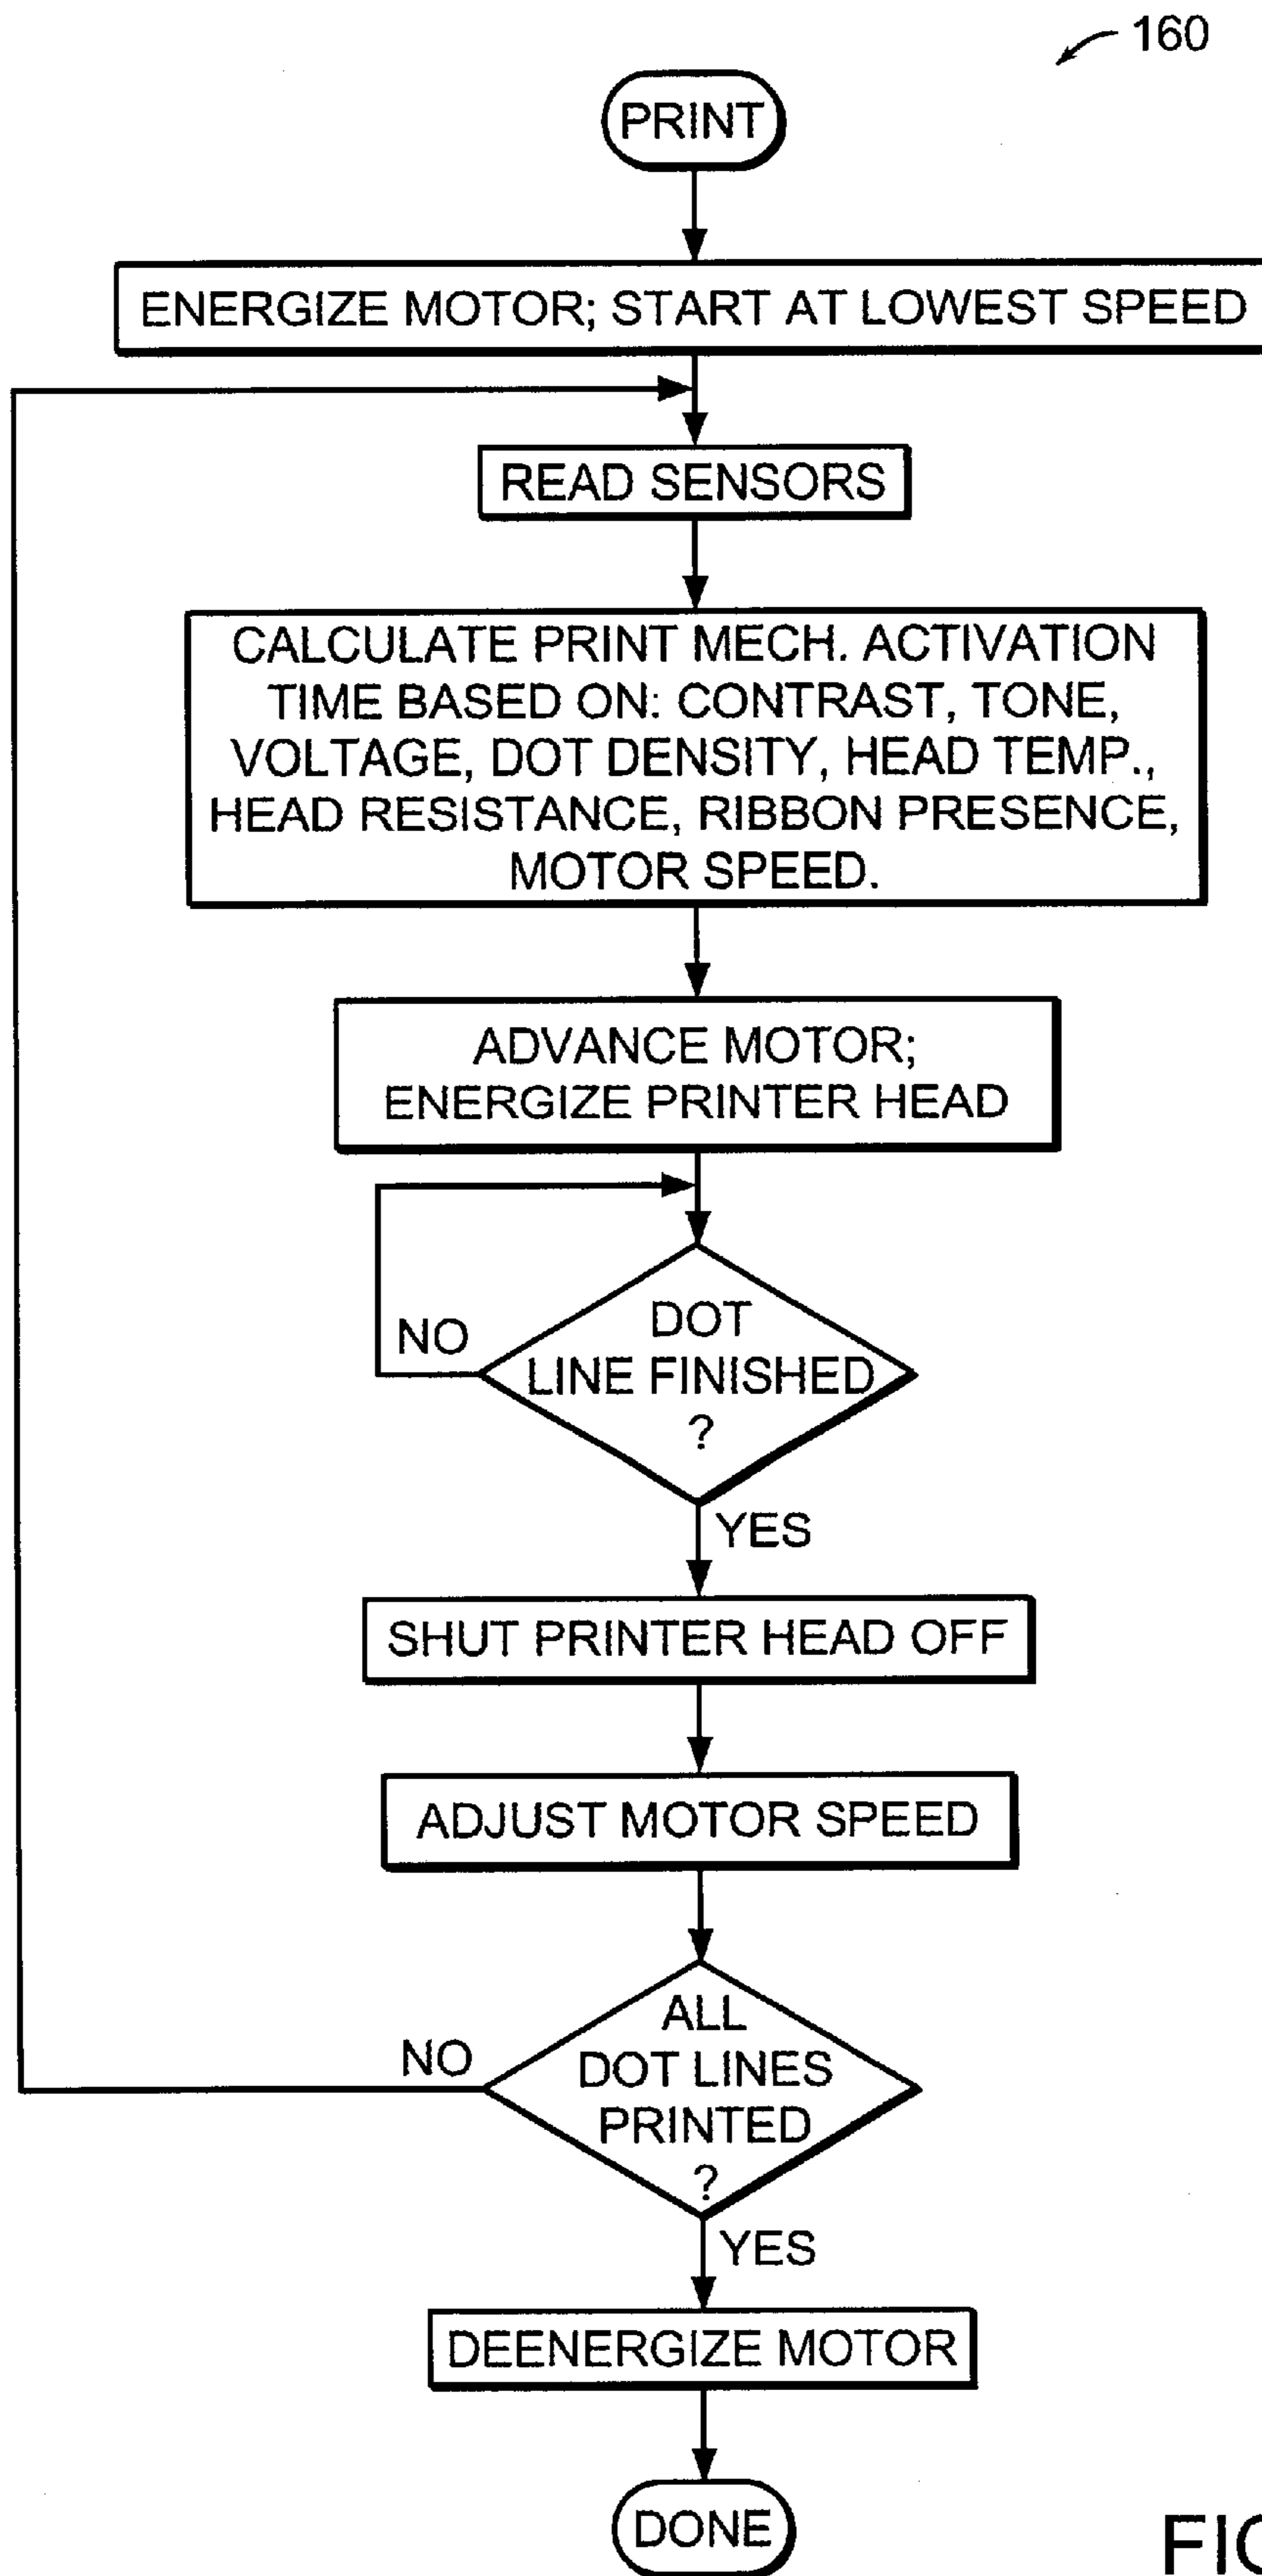 160
PRINT
ENERGIZE MOTOR; START AT LOWEST SPEED
READ SENSORS
CALCULATE PRINT MECH. ACTIVATION
TIME BASED ON: CONTRAST, TONE,
VOLTAGE, DOT DENSITY, HEAD TEMP.,
HEAD RESISTANCE, RIBBON PRESENCE,
MOTOR SPEED.
ADVANCE MOTOR;
ENERGIZE PRINTER HEAD
DOT
LINE FINISHED
?
NO
YES
SHUT PRINTER HEAD OFF
ADJUST MOTOR SPEED
ALL
DOT LINES
PRINTED
?
NO
YES
DEENERGIZE MOTOR
DONE